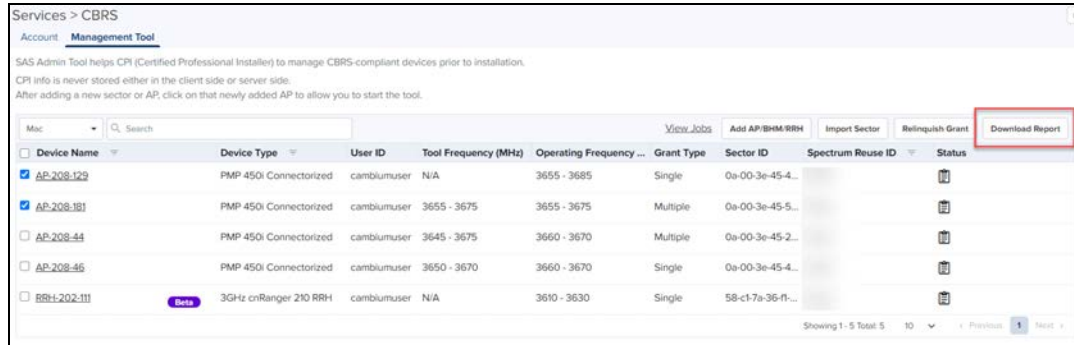 Services > CBRS
Account Management Tool
SAS Admin Tool helps CPI (Certified Professional Installer) to manage CBRS-compliant devices prior to installation.
CPI info is never stored either in the client side or server side.
After adding a new sector or AP, click on that newly added AP to allow you to start the tool.
Mac Search View Jobs Add AP/BHM/RRH Import Sector Relinquish Grant Download Report
Device Name Device Type User ID Tool Frequency (MHz) Operating Frequency ... Grant Type Sector ID Spectrum Reuse ID Status
AP-208-129 PMP 450i Connectorized cambiumuser N/A 3655 - 3685 Single 0a-00-3e-45-4...
AP-208-181 PMP 450i Connectorized cambiumuser 3655 - 3675 3655 - 3675 Multiple 0a-00-3e-45-5...
AP-208-44 PMP 450i Connectorized cambiumuser 3645 - 3675 3660 - 3670 Multiple 0a-00-3e-45-2...
AP-208-46 PMP 450i Connectorized cambiumuser 3650 - 3670 3660 - 3670 Single 0a-00-3e-45-4...
RRH-202-111 Beta 3GHz cnRanger 210 RRH cambiumuser N/A 3610 - 3630 Single 58-c1-7a-36-f1-...
Showing 1 - 5 Total: 5 10 < Previous 1 Next >